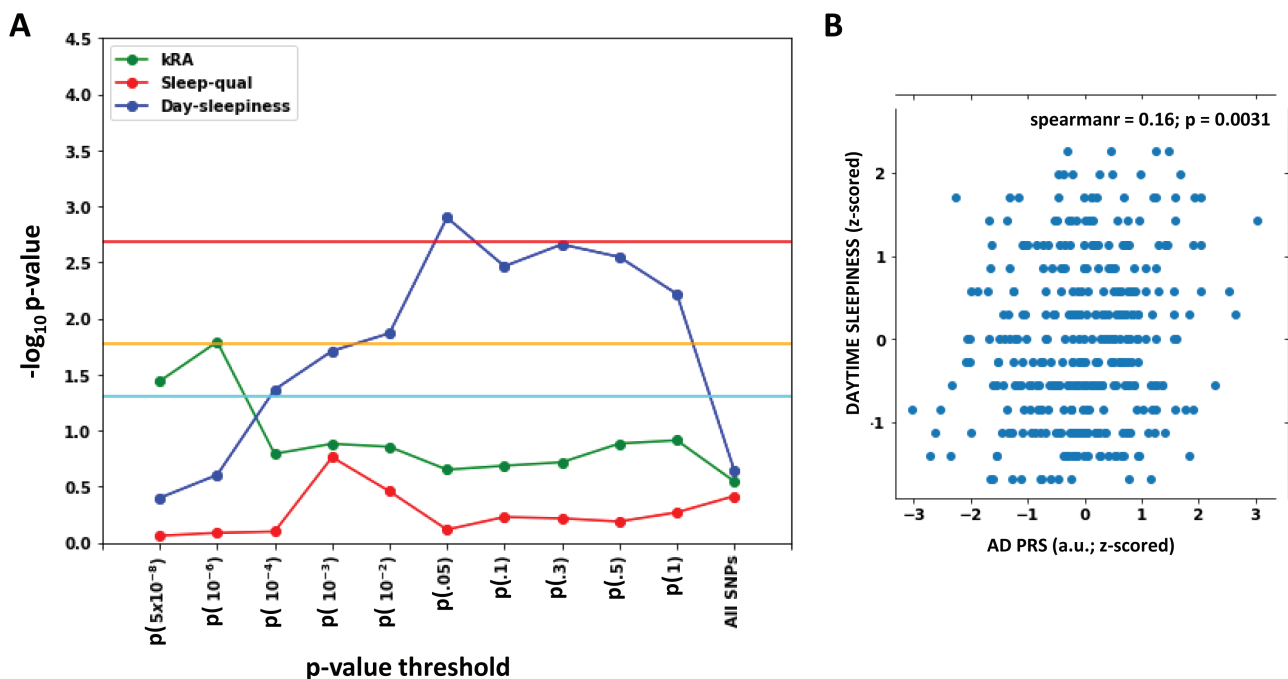 A
B
4.5
4.0
3.5
3.0
2.5
2.0
1.5
1.0
0.5
0.0
-log10 p-value
kRA
Sleep-qual
Day-sleepiness
p(5x10⁻⁸)
p(10⁻⁶)
p(10⁻⁴)
p(10⁻³)
p(10⁻²)
p(.05)
p(.1)
p(.3)
p(.5)
p(1)
All SNPs
p-value threshold
spearmanr = 0.16; p = 0.0031
DAYTIME SLEEPINESS (z-scored)
2
1
0
-1
−3
−2
−1
0
1
2
3
AD PRS (a.u.; z-scored)